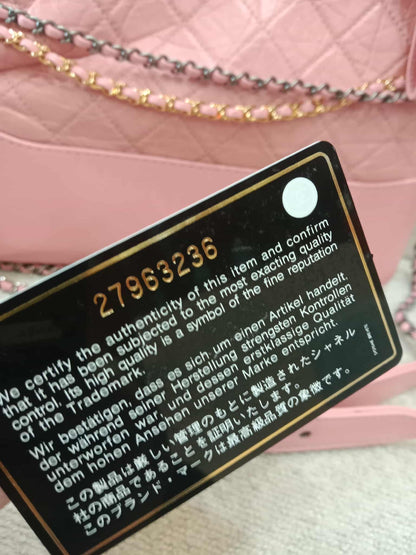 27963236
We certify the authenticity of this item and confirm
that it has been subjected to the most exacting quality
control. Its high quality is a symbol of the fine reputation
of the Trademark.
Wir bestätigen, dass es sich um einen Artikel handelt,
der während seiner Herstellung strengsten Kontrollen
unterworfen war, und dessen erstklassige Qualität
dem hohen Ansehen unserer Marke entspricht.
この製品は厳しい管理のもとに製造されたシャネル
社の商品であることを証明いたします。
このブランド・マークは最高級品質の象徴です。